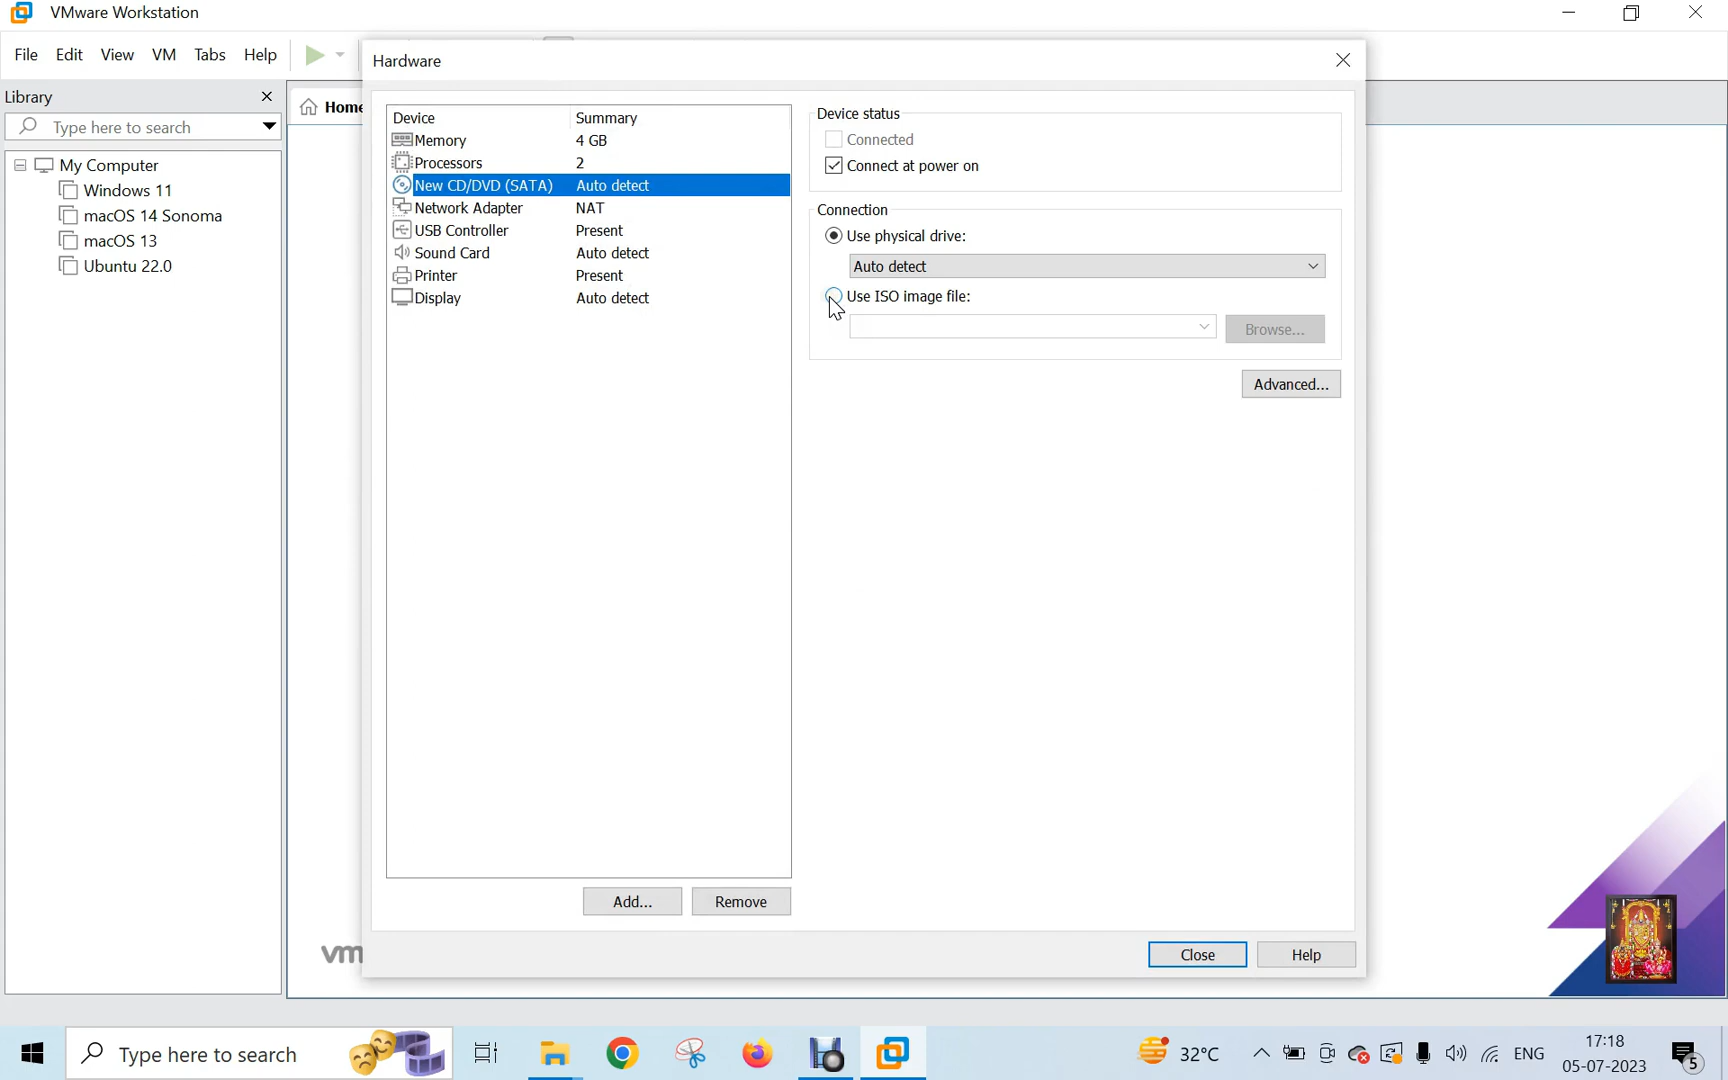 VMware Workstation
File Edit View VM Tabs Help
Library
Type here to search
My Computer
Windows 11
macOS 14 Sonoma
macOS 13
Ubuntu 22.0
Home
vm
Hardware
Device Summary
Memory 4 GB
Processors 2
New CD/DVD (SATA) Auto detect
Network Adapter NAT
USB Controller Present
Sound Card Auto detect
Printer Present
Display Auto detect
Add... Remove
Device status
Connected
Connect at power on
Connection
Use physical drive:
Auto detect
Use ISO image file:
Browse...
Advanced...
Close Help
Type here to search
32°C
ENG
17:18
05-07-2023
5